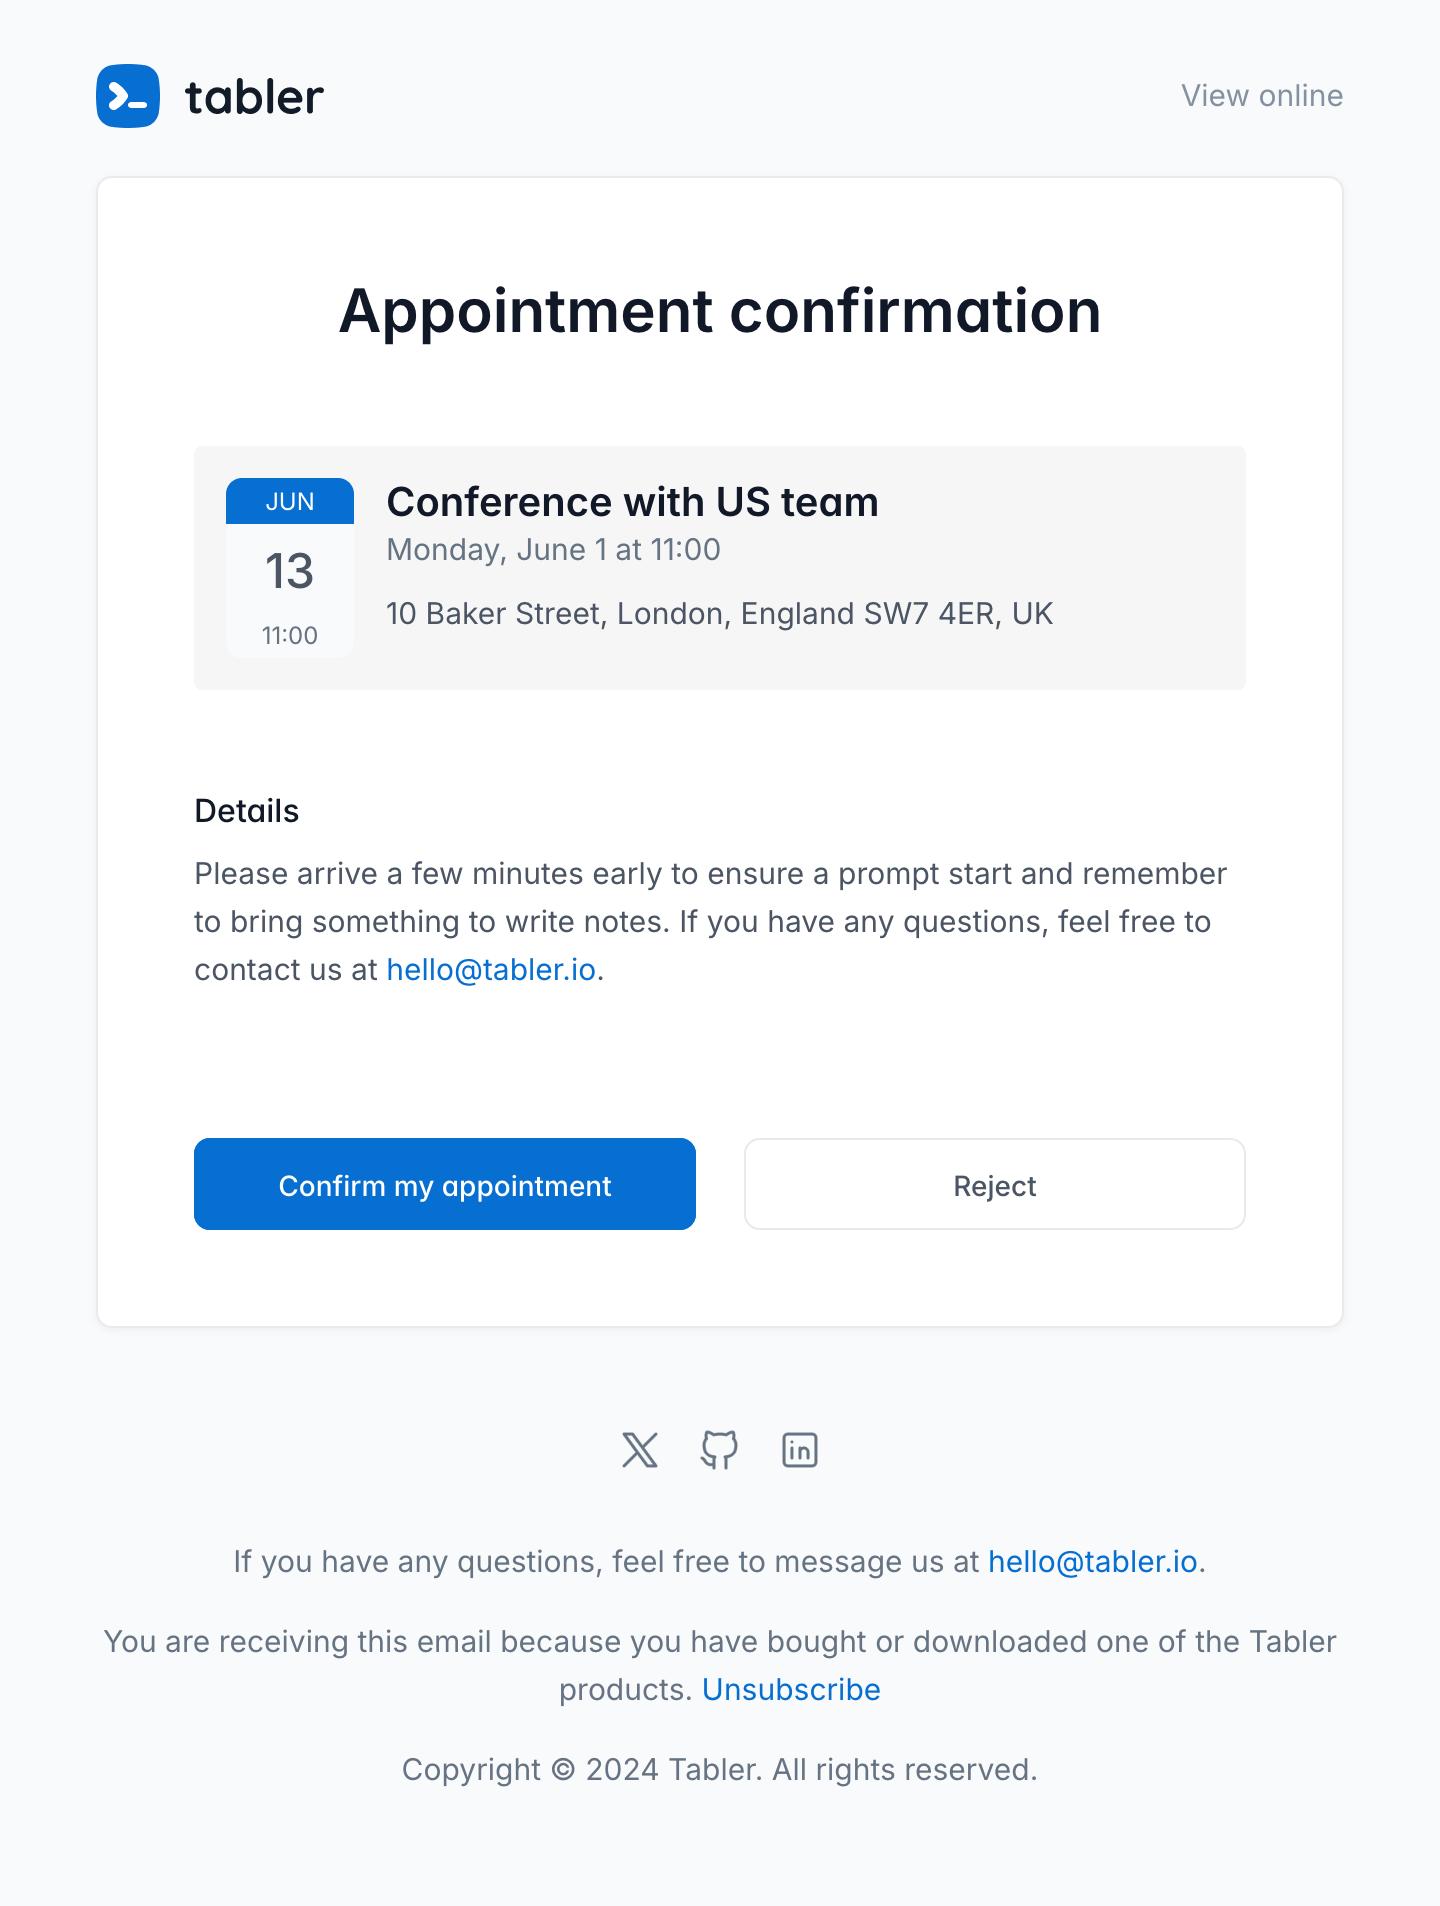 tabler
View online
Appointment confirmation
JUN
13
11:00
Conference with US team
Monday, June 1 at 11:00
10 Baker Street, London, England SW7 4ER, UK
Details
Please arrive a few minutes early to ensure a prompt start and remember
to bring something to write notes. If you have any questions, feel free to
contact us at hello@tabler.io.
Confirm my appointment
Reject
If you have any questions, feel free to message us at hello@tabler.io.
You are receiving this email because you have bought or downloaded one of the Tabler
products. Unsubscribe
Copyright © 2024 Tabler. All rights reserved.